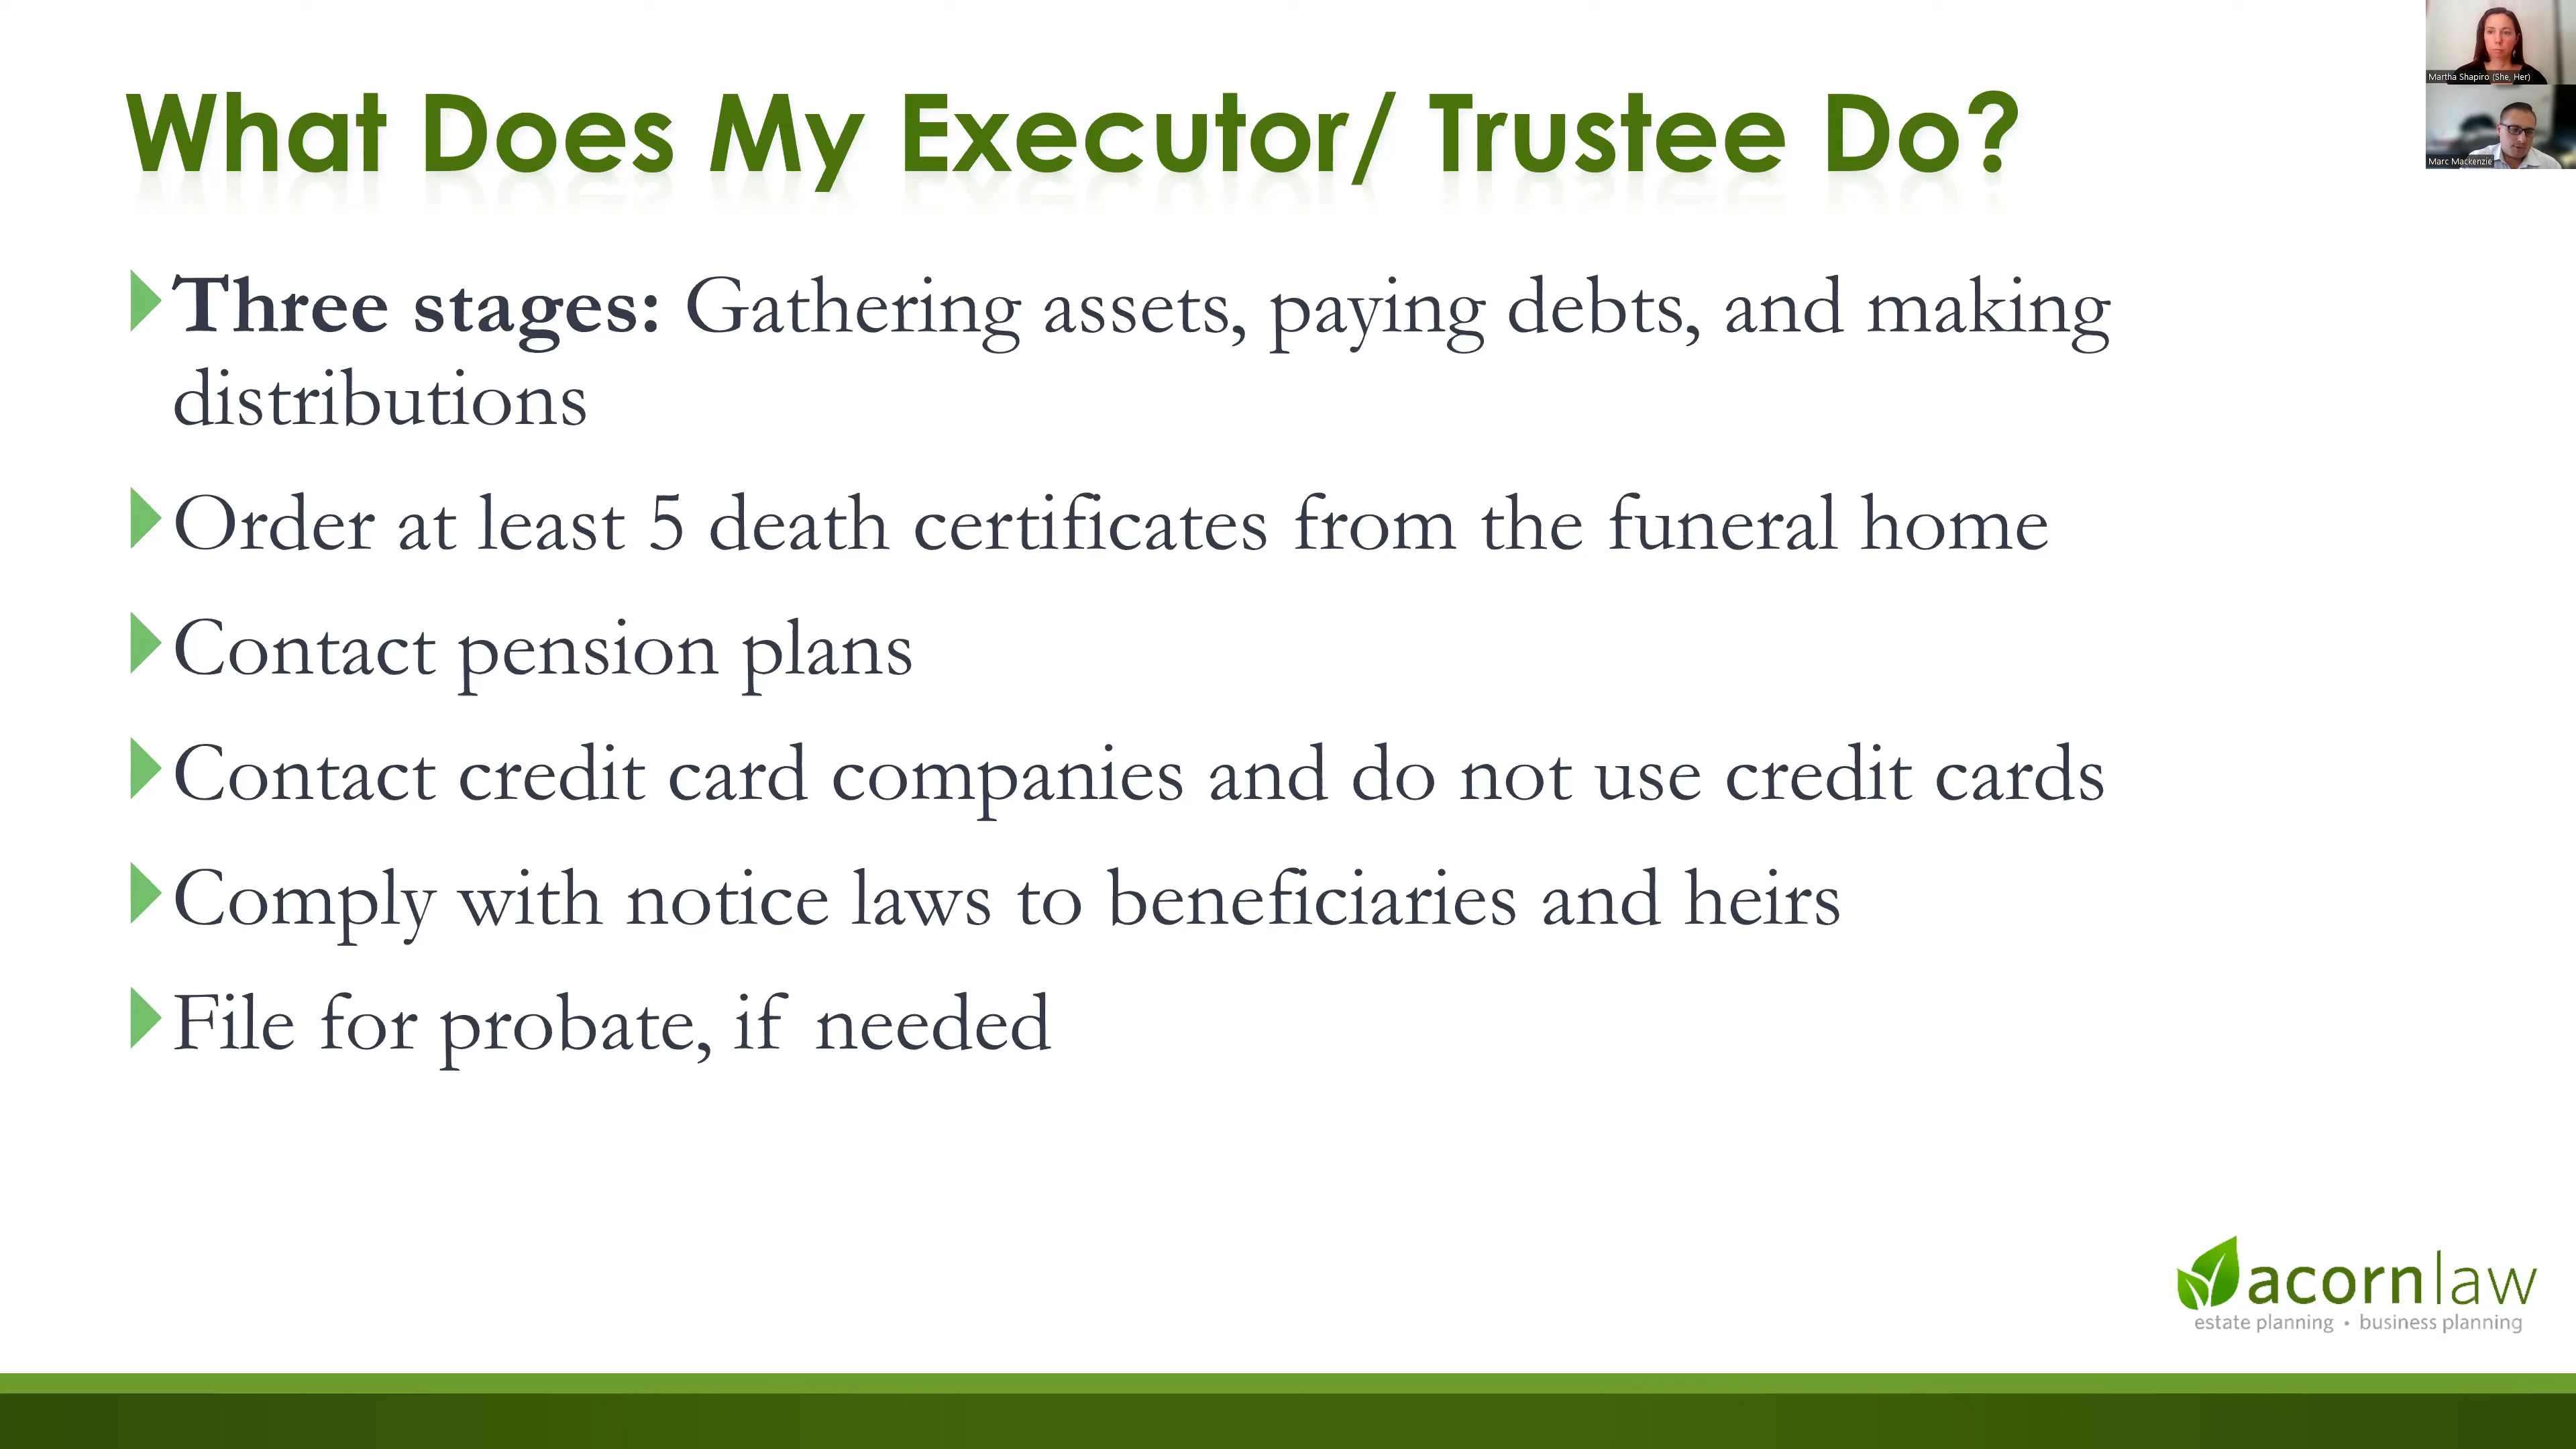 What Does My Executor/ Trustee Do?
Martha Shapiro (She, Her)
Marc Mackenzie
Three stages: Gathering assets, paying debts, and making
distributions
Order at least 5 death certificates from the funeral home
Contact pension plans
Contact credit card companies and do not use credit cards
Comply with notice laws to beneficiaries and heirs
File for probate, if needed
acornlaw
estate planning • business planning